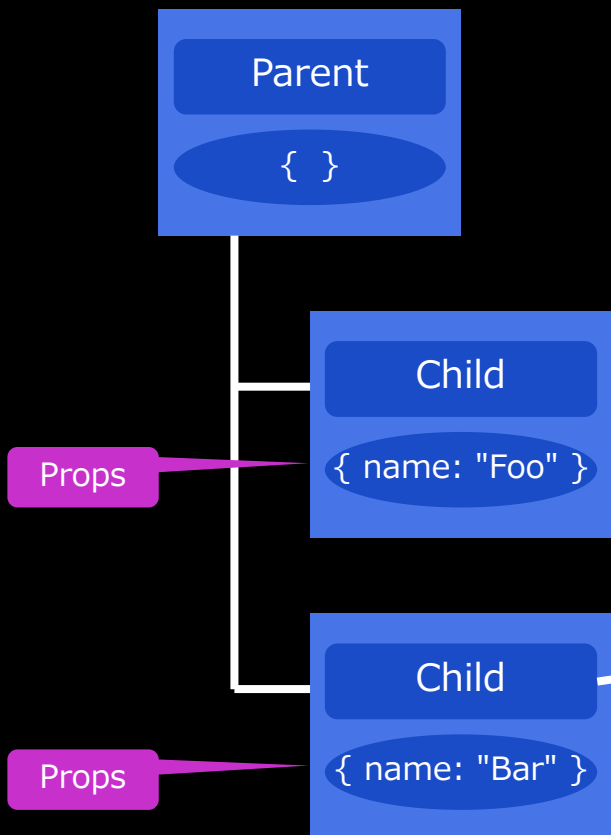 Parent
{ }
Child
{ name: "Foo" }
Props
Child
{ name: "Bar" }
Props